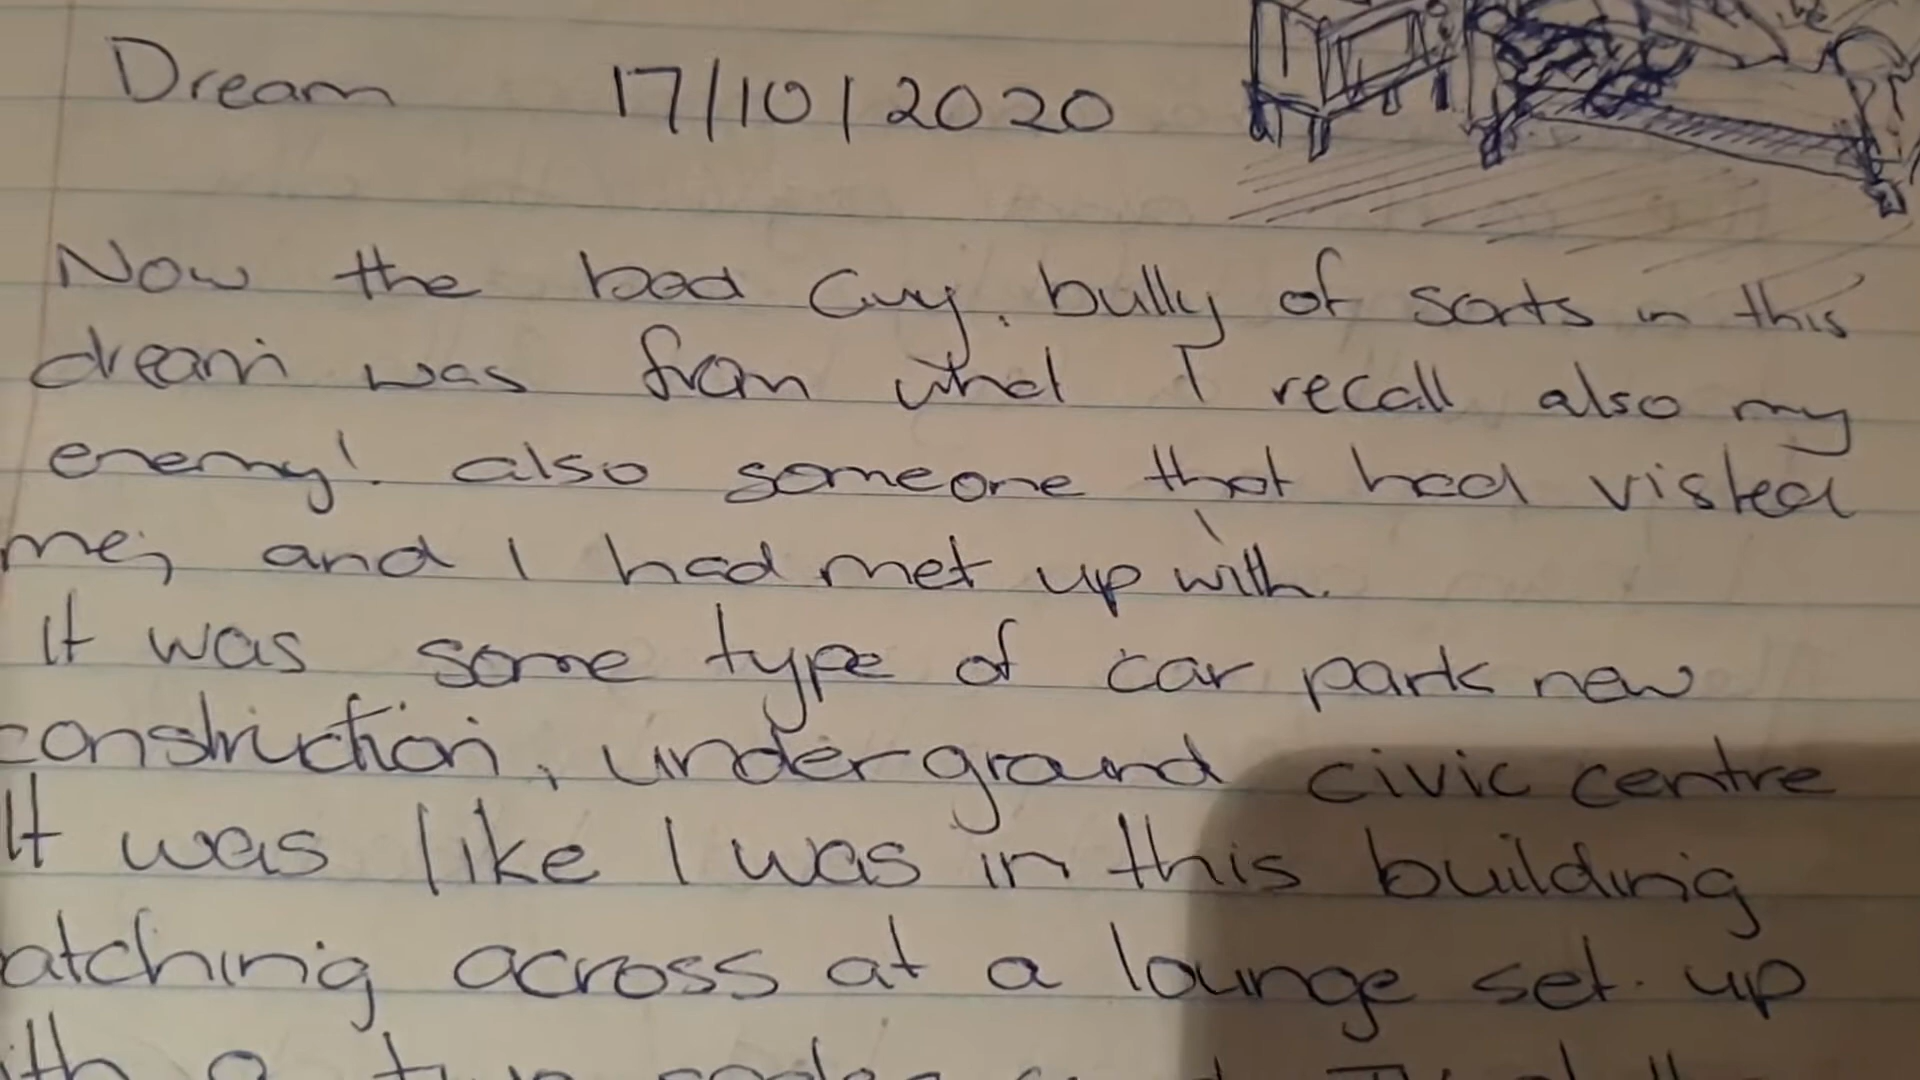 Dream 17/10/2020
Now the bad Guy. bully of sorts in this
dream was from what I recall also my
enemy! also someone that had visted
me; and I had met up with.
It was some type of car park new
construction, underground civic centre
It was like I was in this building
atching across at a lounge set. up